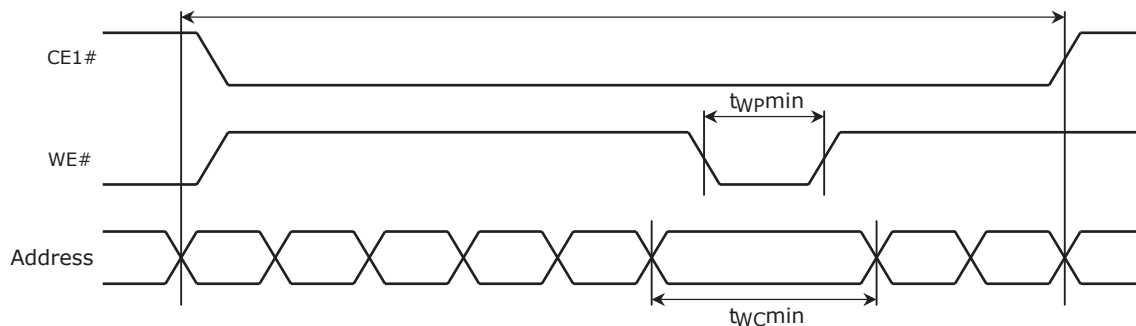 CE1#
tWPmin
WE#
Address
tWCmin